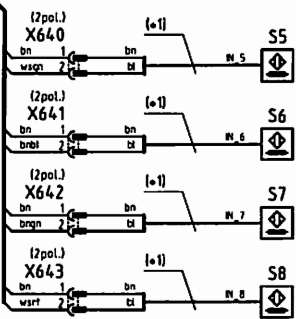 (2pol.)
X640
(*1)
S5
bn 1 bn
wsgn 2 bl
IN_5
(2pol.)
X641
(*1)
S6
bn 1 bn
bnbl 2 bl
IN_6
(2pol.)
X642
(*1)
S7
bn 1 bn
bngn 2 bl
IN_7
(2pol.)
X643
(*1)
S8
bn 1 bn
wsrt 2 bl
IN_8